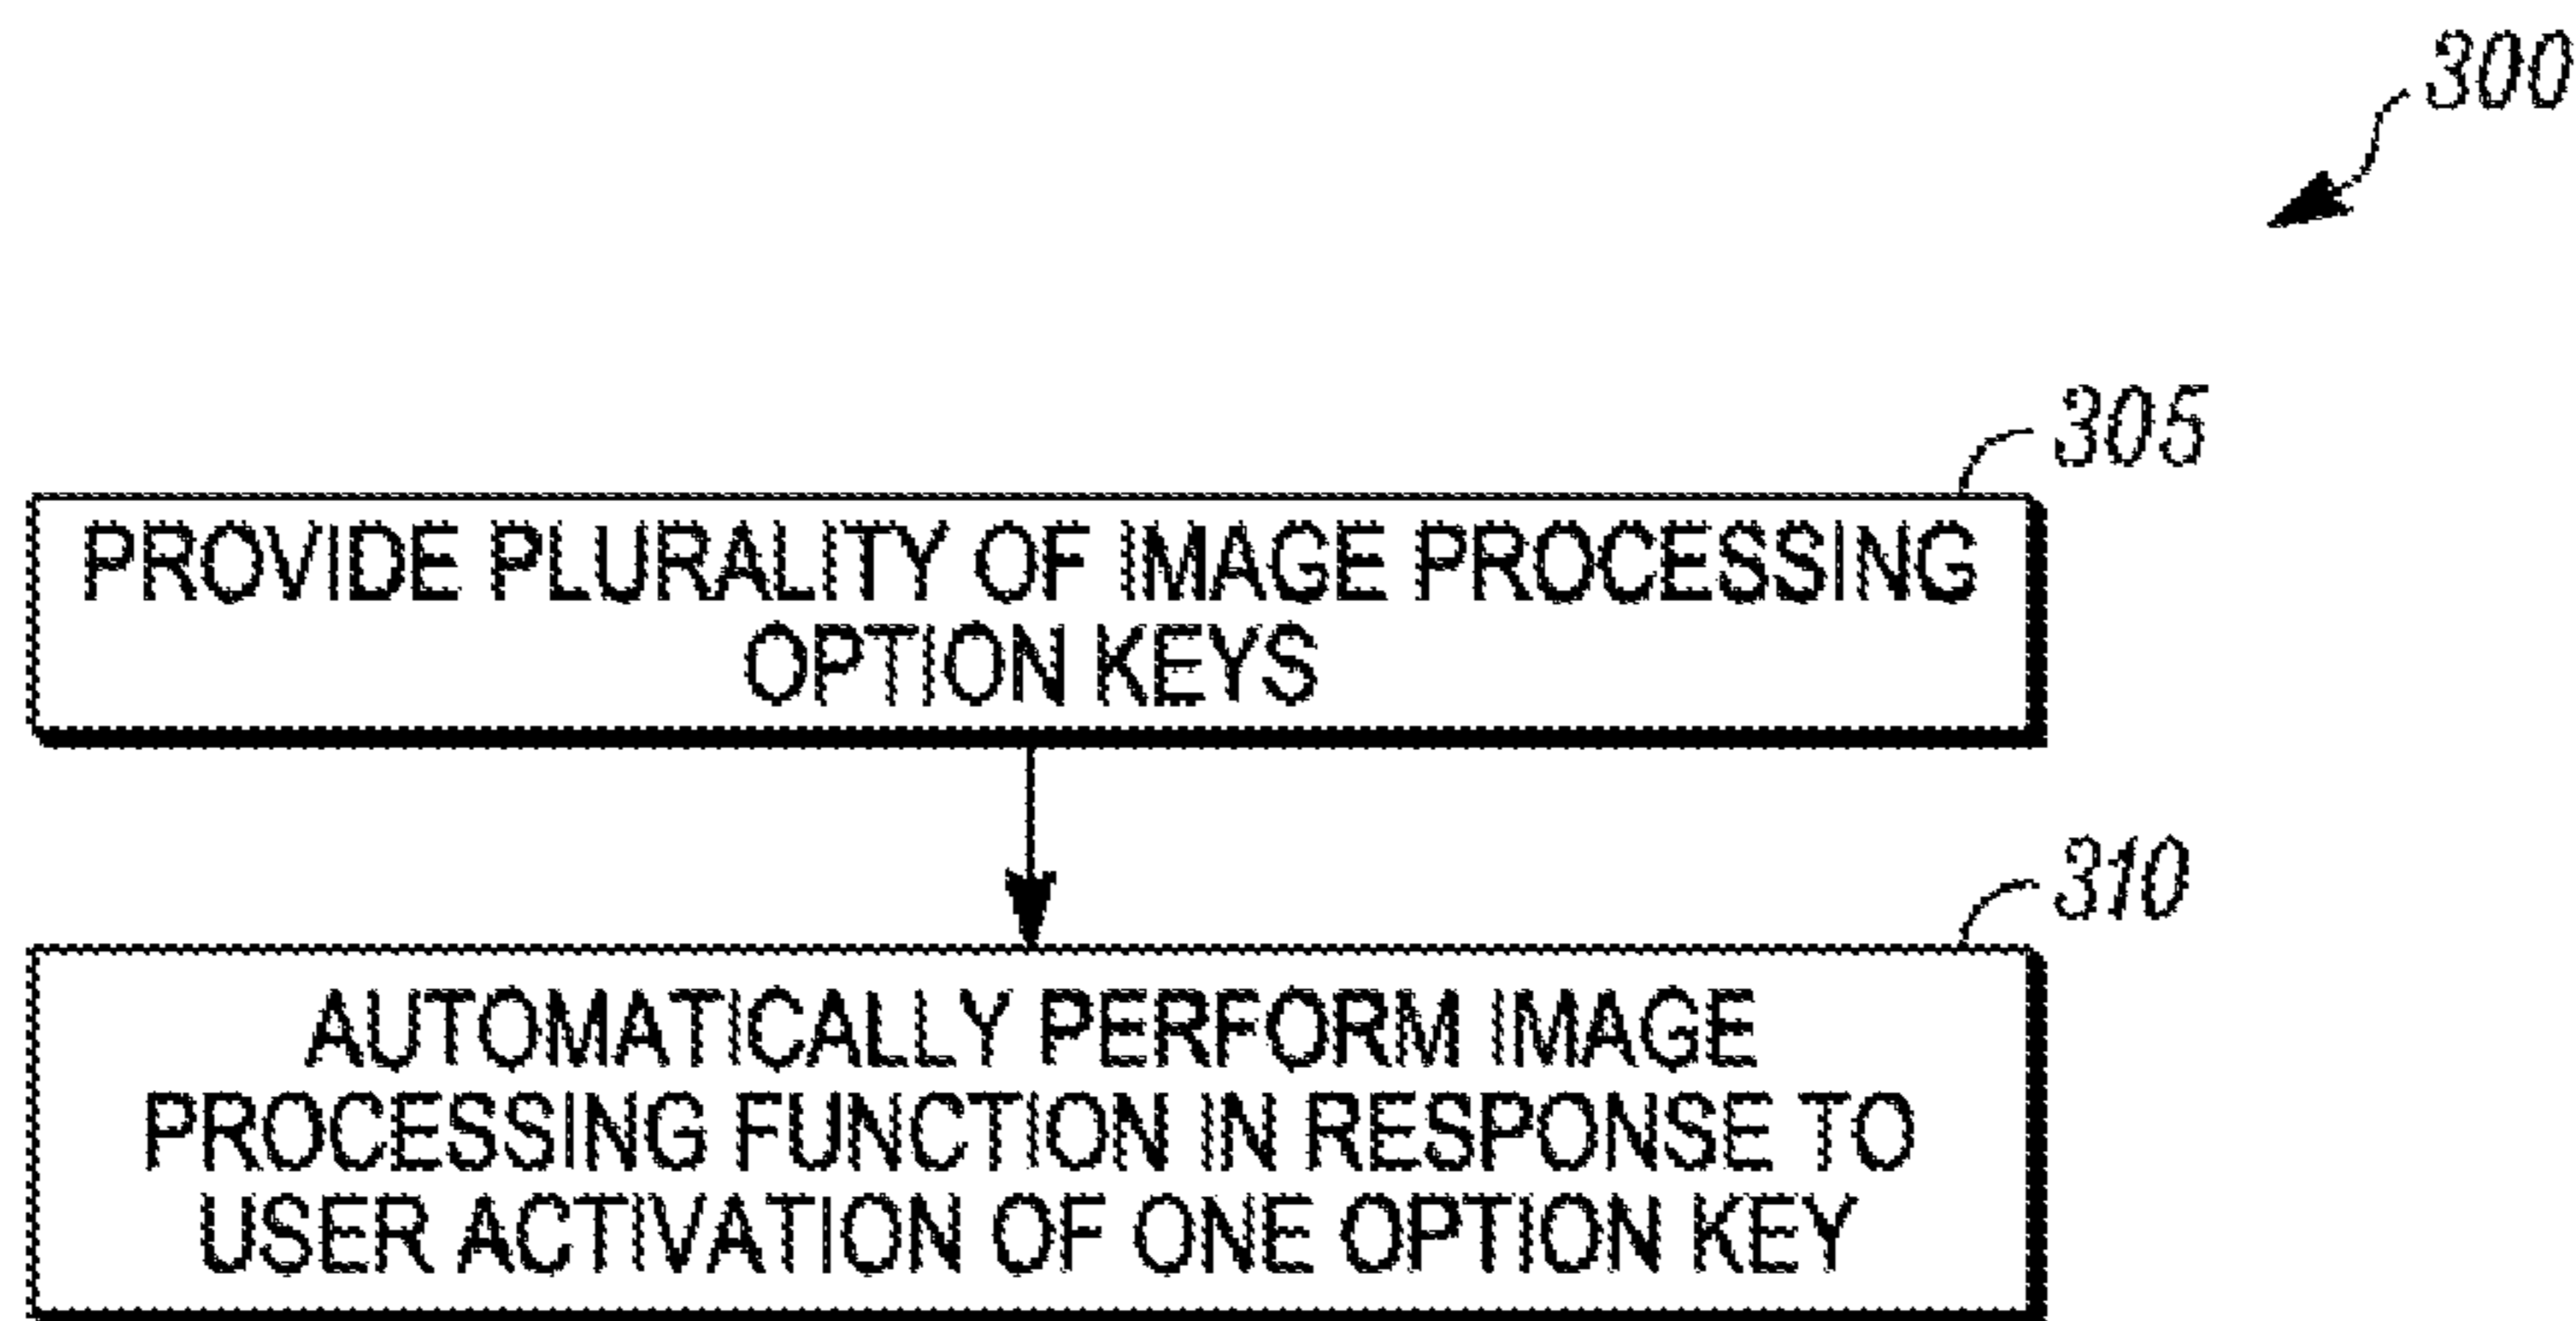 300
305
PROVIDE PLURALITY OF IMAGE PROCESSING
OPTION KEYS
310
AUTOMATICALLY PERFORM IMAGE
PROCESSING FUNCTION IN RESPONSE TO
USER ACTIVATION OF ONE OPTION KEY